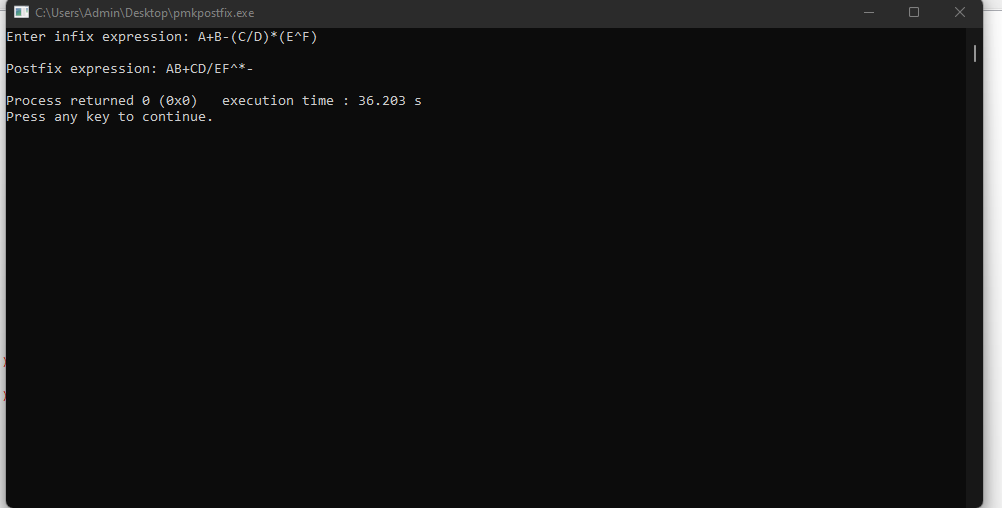 C:\Users\Admin\Desktop\pmkpostfix.exe
Enter infix expression: A+B-(C/D)*(E^F)
Postfix expression: AB+CD/EF^*-
Process returned 0 (0x0)   execution time : 36.203 s
Press any key to continue.